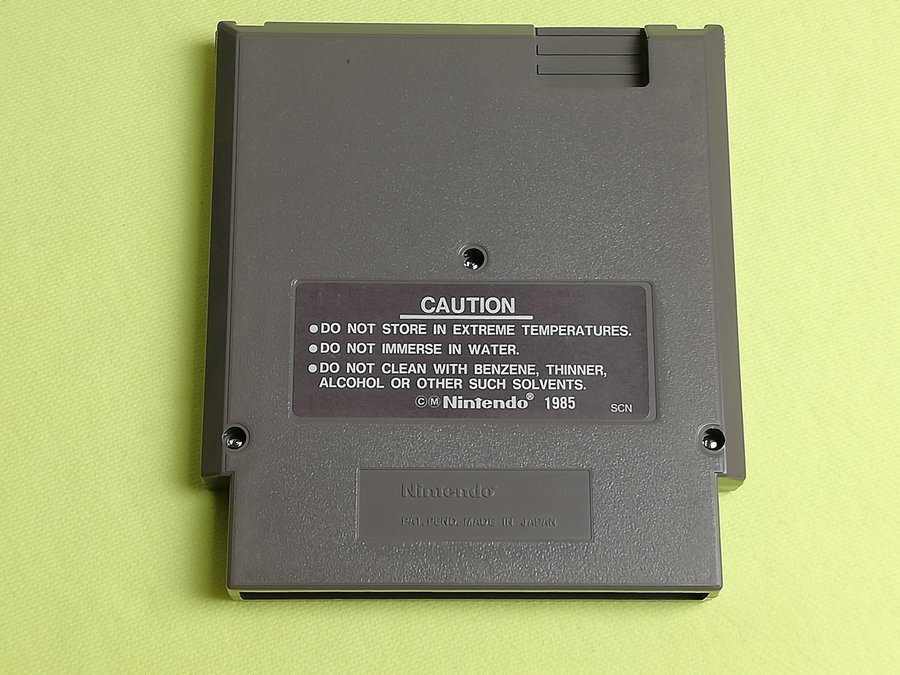 CAUTION
●DO NOT STORE IN EXTREME TEMPERATURES.
●DO NOT IMMERSE IN WATER.
●DO NOT CLEAN WITH BENZENE, THINNER,
ALCOHOL OR OTHER SUCH SOLVENTS.
©Ⓜ Nintendo® 1985
SCN
Nintendo
PAT. PEND. MADE IN JAPAN